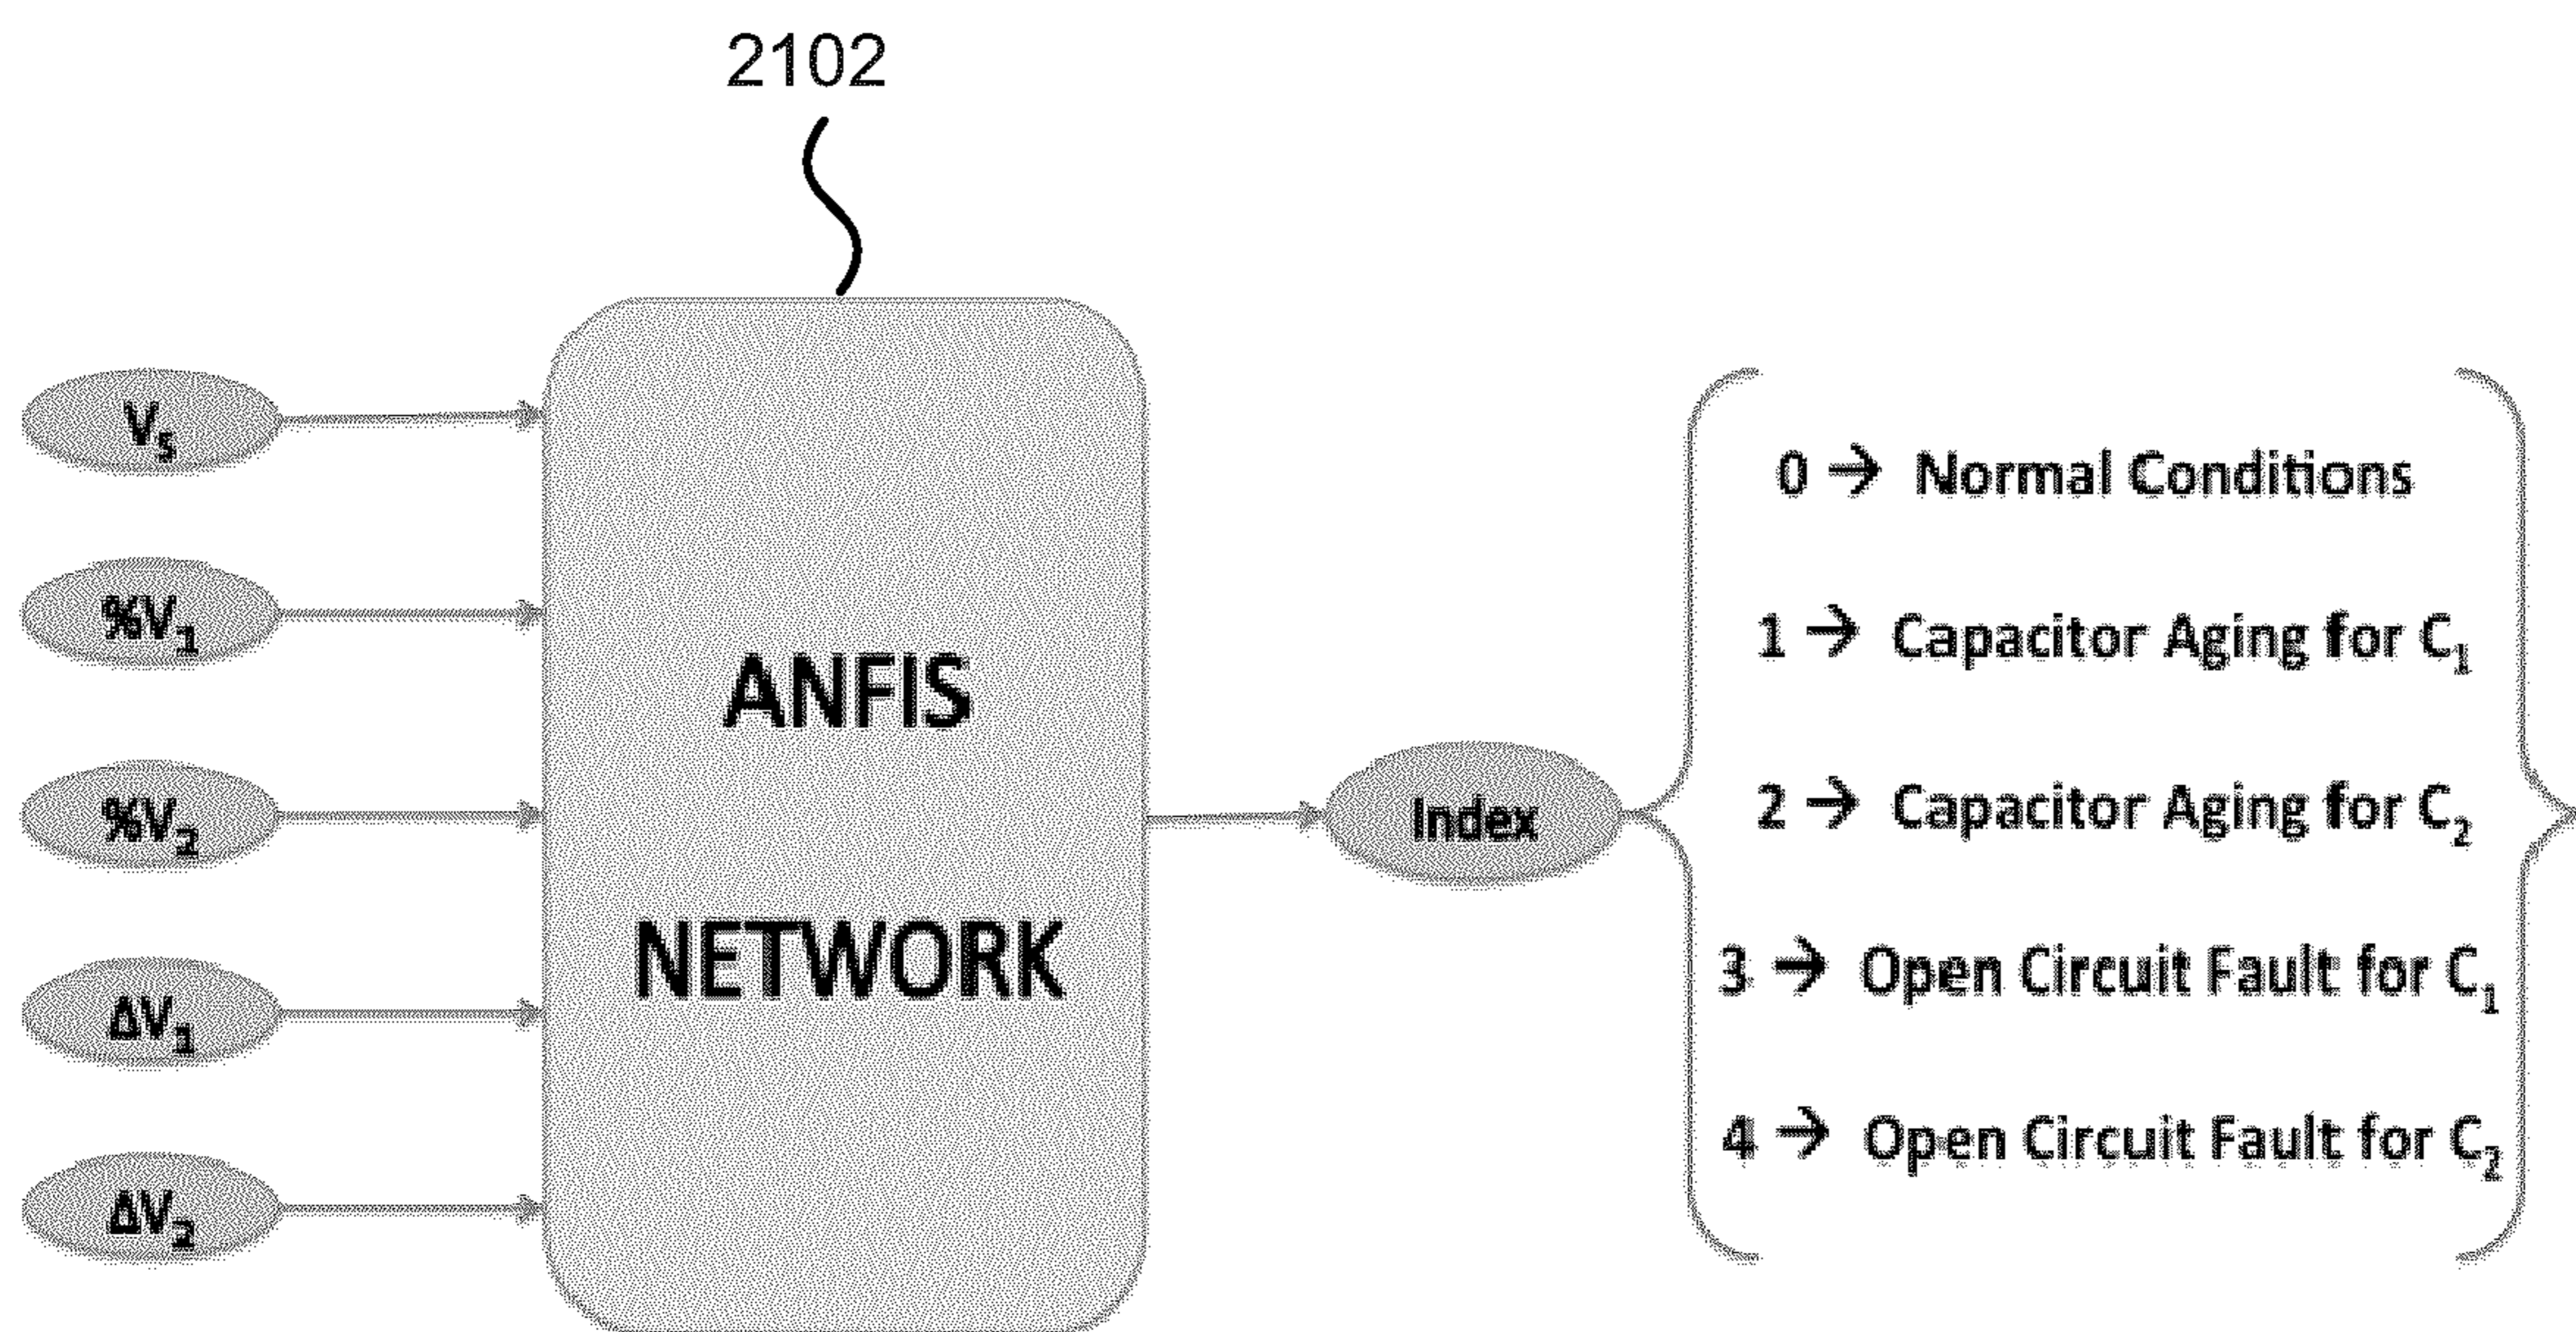 2102
V₅
%V₁
%V₂
ΔV₁
ΔV₂
ANFIS
NETWORK
Index
0 → Normal Conditions
1 → Capacitor Aging for C₁
2 → Capacitor Aging for C₂
3 → Open Circuit Fault for C₁
4 → Open Circuit Fault for C₂